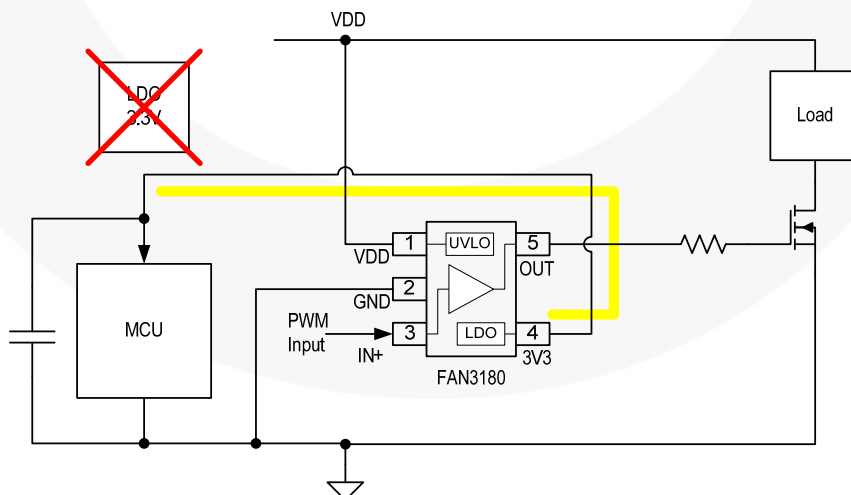 VDD
LDO
3.3V
Load
1
UVLO
5
VDD
OUT
2
GND
MCU
PWM
Input
3
LDO
4
IN+
3V3
FAN3180